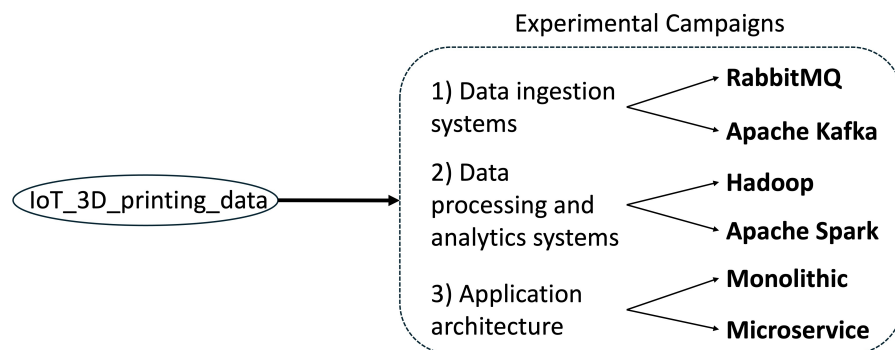 Experimental Campaigns
IoT_3D_printing_data
1) Data ingestion
systems
RabbitMQ
Apache Kafka
2) Data
processing and
analytics systems
Hadoop
Apache Spark
3) Application
architecture
Monolithic
Microservice